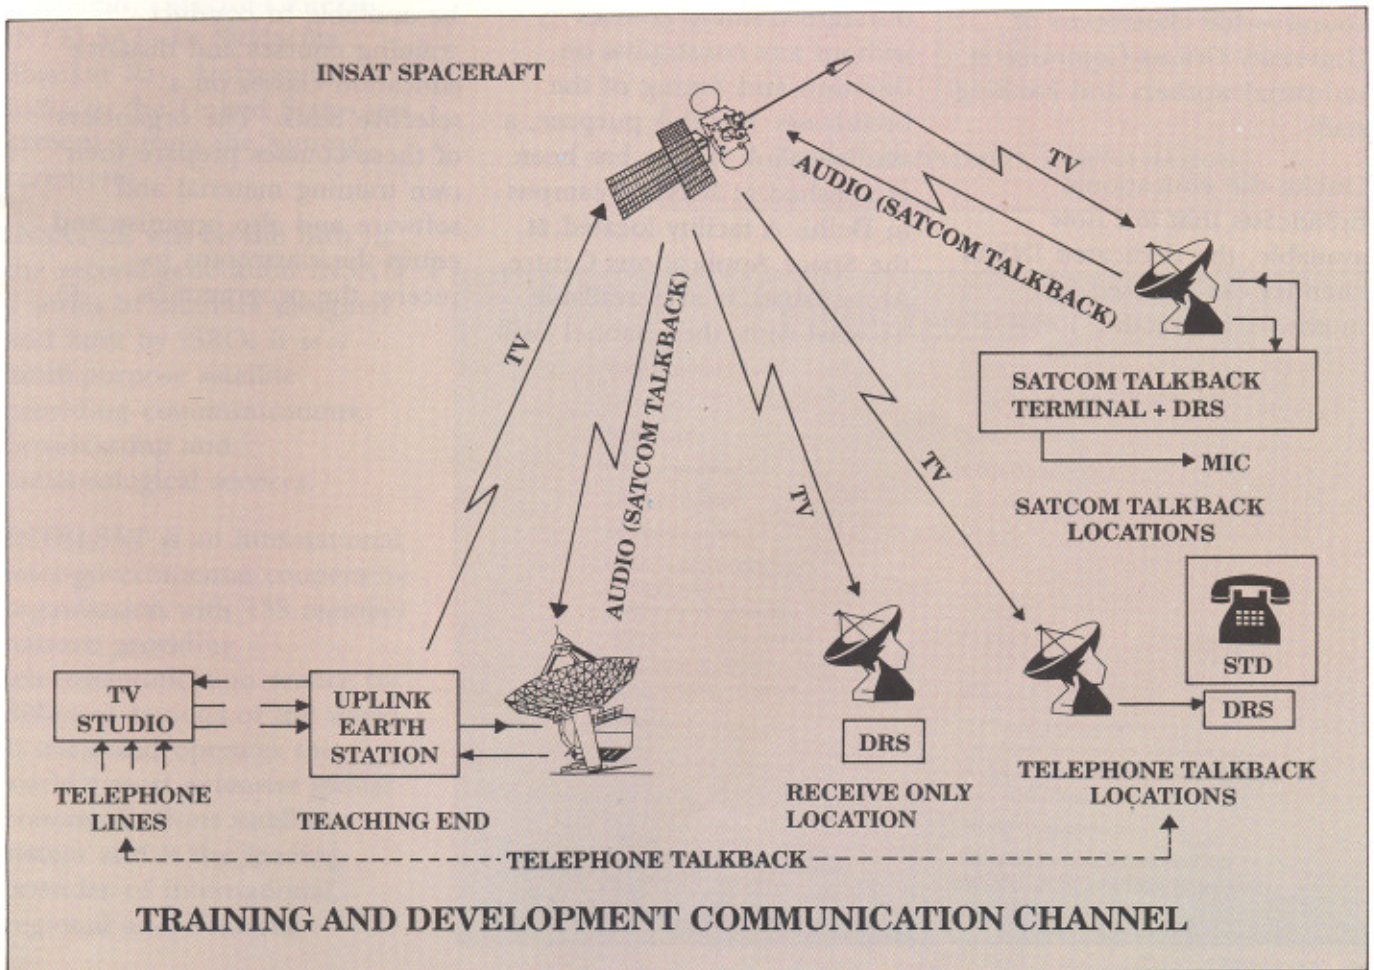 INSAT SPACERAFT
TV
AUDIO (SATCOM TALKBACK)
TV
AUDIO (SATCOM TALKBACK)
TV
TV
SATCOM TALKBACK
TERMINAL + DRS
MIC
SATCOM TALKBACK
LOCATIONS
STD
DRS
TELEPHONE TALKBACK
LOCATIONS
DRS
RECEIVE ONLY
LOCATION
TV
STUDIO
UPLINK
EARTH
STATION
TELEPHONE
LINES
TEACHING END
TELEPHONE TALKBACK
TRAINING AND DEVELOPMENT COMMUNICATION CHANNEL